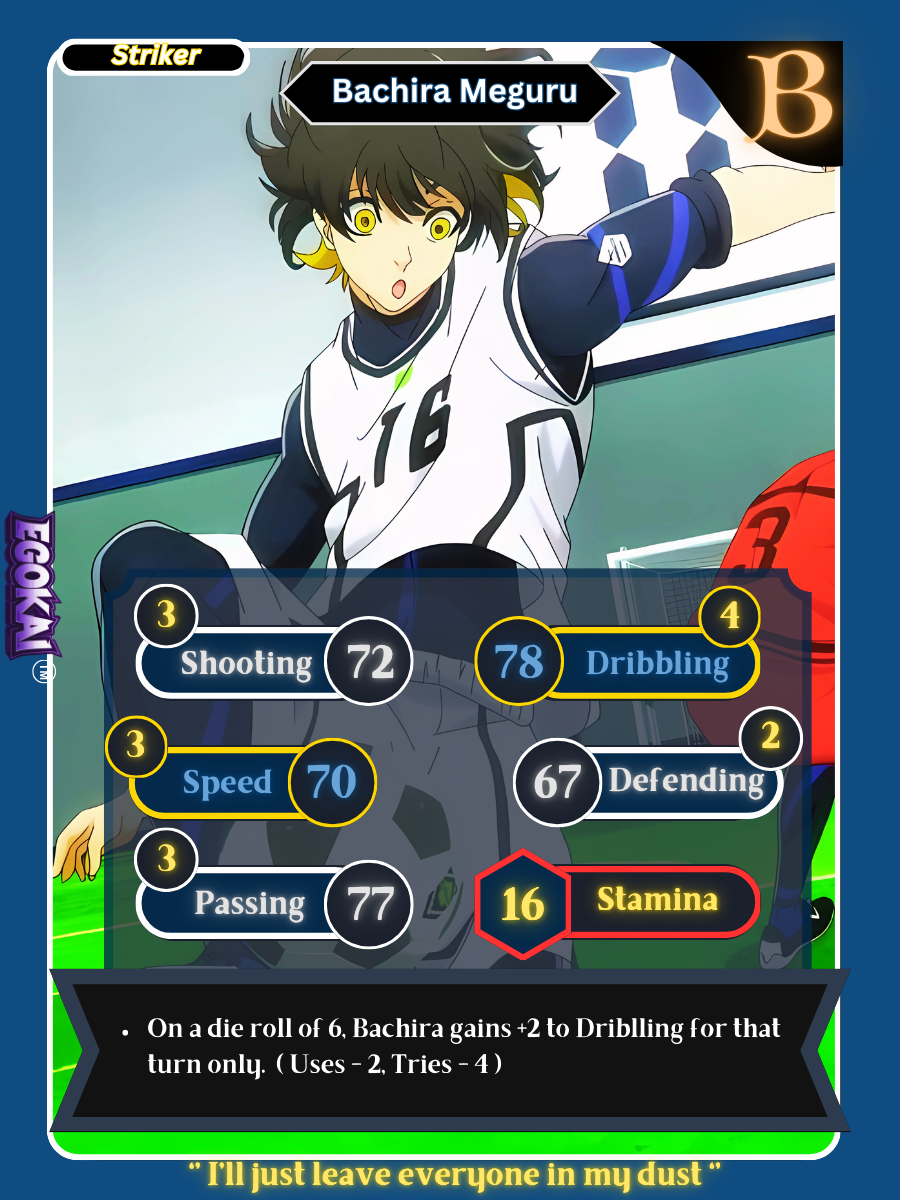 Striker
Bachira Meguru
B
16
3
EGOKAI
TM
3
Shooting 72
4
78 Dribbling
3
Speed 70
2
67 Defending
3
Passing 77
16 Stamina
• On a die roll of 6, Bachira gains +2 to Driblling for that
turn only. ( Uses - 2, Tries - 4 )
“ I'll just leave everyone in my dust “